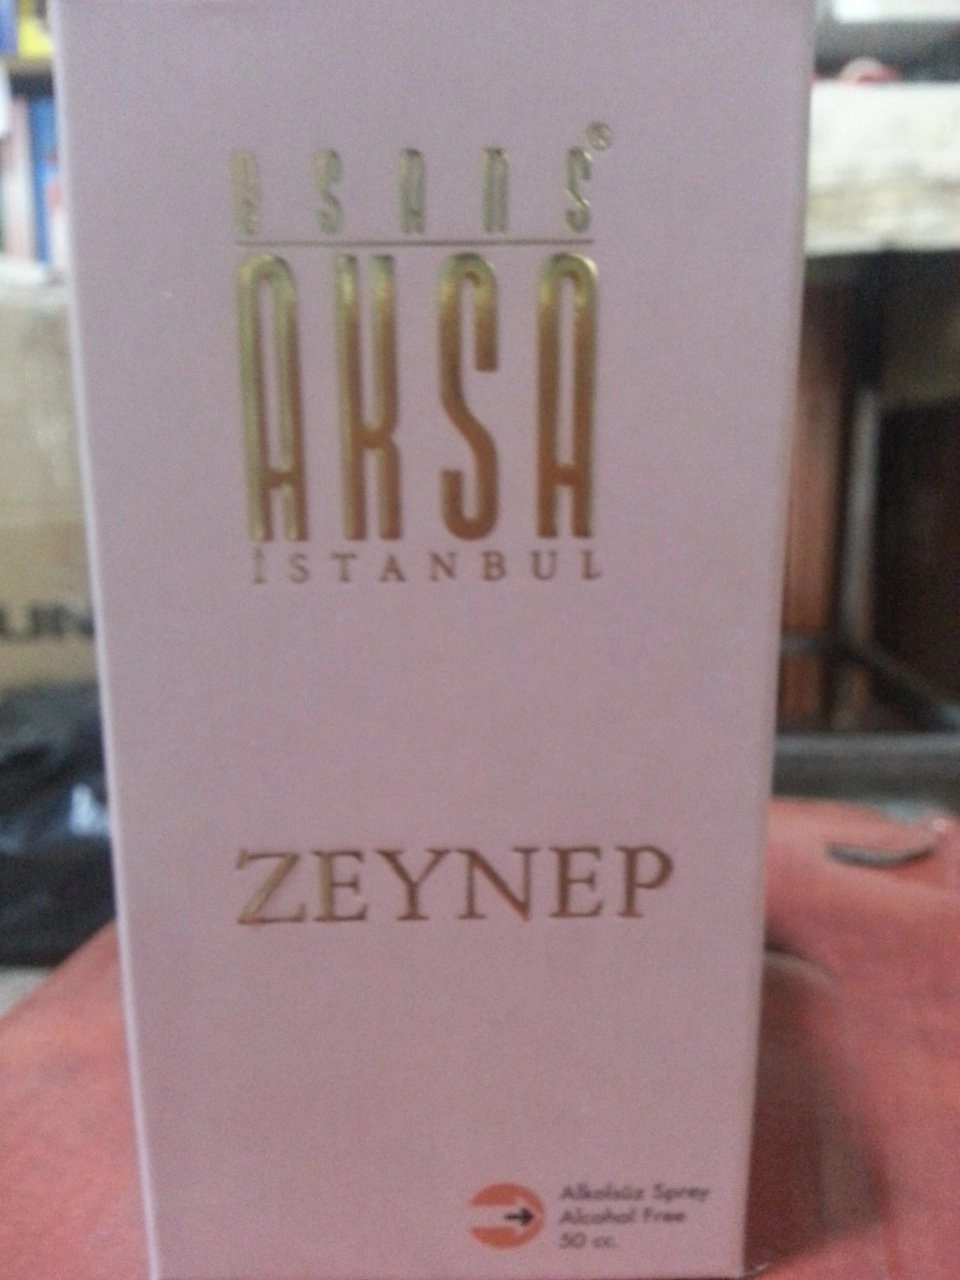 ESANS®
AKSA
İSTANBUL
ZEYNEP
Alkolsüz Sprey
Alcohol Free
50 cc.